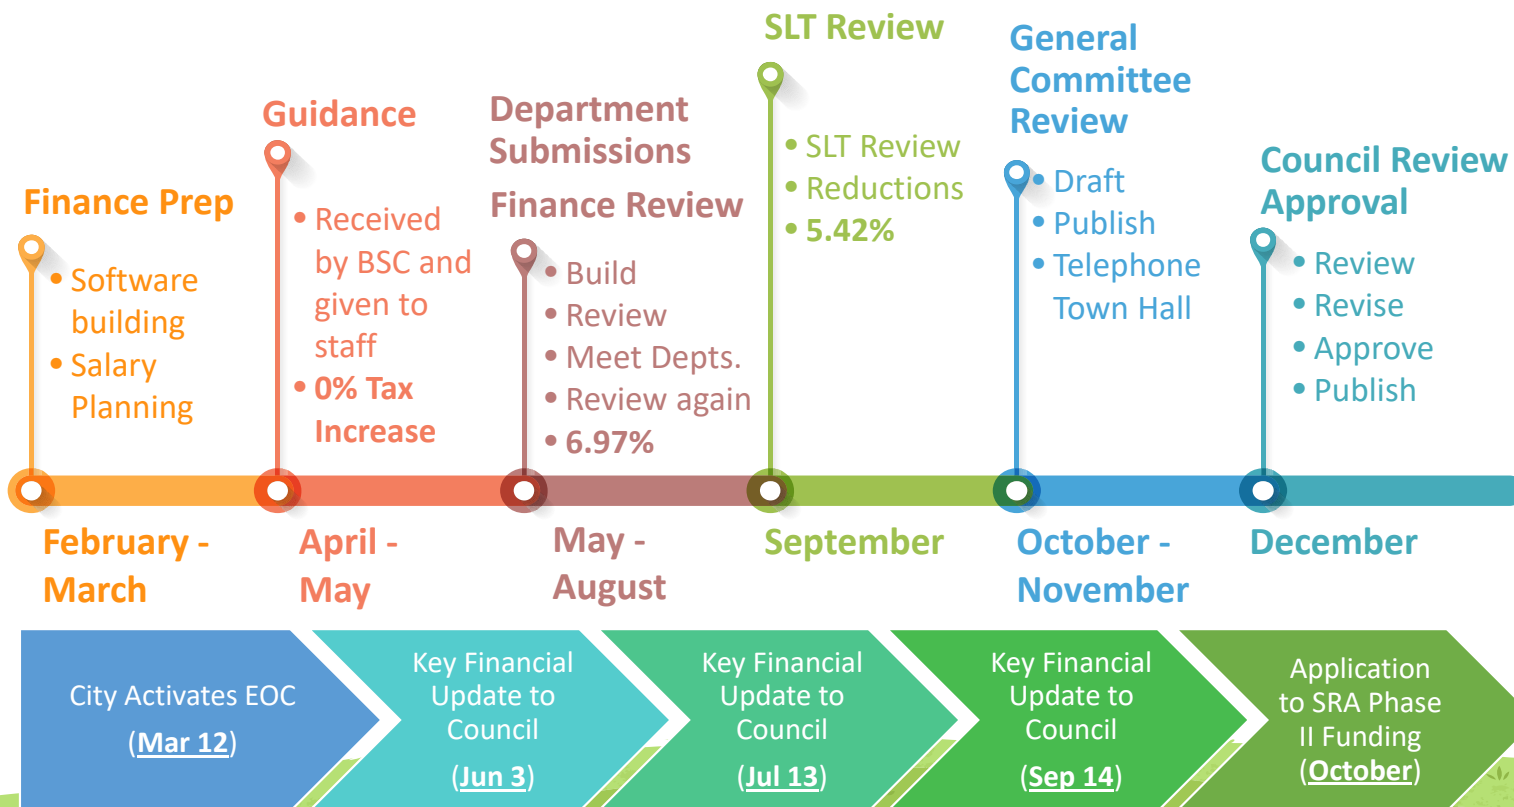 Finance Prep
• Software
building
• Salary
Planning
February -
March
Guidance
• Received
by BSC and
given to
staff
• 0% Tax
Increase
April -
May
Department
Submissions
Finance Review
• Build
• Review
• Meet Depts.
• Review again
• 6.97%
May -
August
SLT Review
• SLT Review
• Reductions
• 5.42%
September
General
Committee
Review
• Draft
• Publish
• Telephone
Town Hall
October -
November
Council Review
Approval
• Review
• Revise
• Approve
• Publish
December
City Activates EOC
(Mar 12)
Key Financial
Update to
Council
(Jun 3)
Key Financial
Update to
Council
(Jul 13)
Key Financial
Update to
Council
(Sep 14)
Application
to SRA Phase
II Funding
(October)